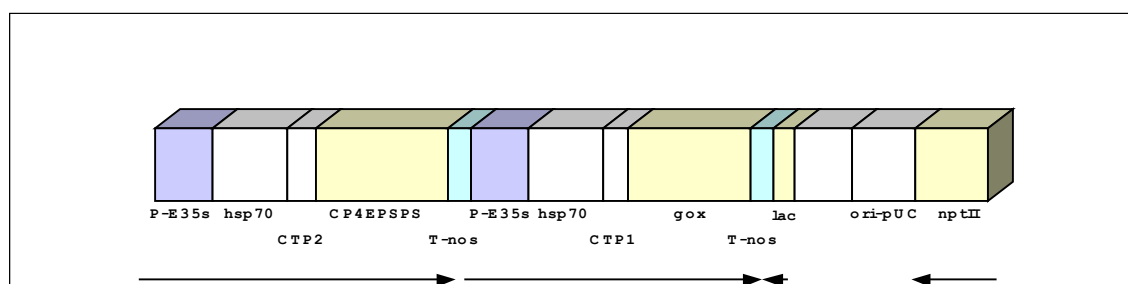 P-E35s hsp70 CP4EPSPS P-E35s hsp70 gox lac ori-pUC nptII
CTP2 T-nos CTP1 T-nos